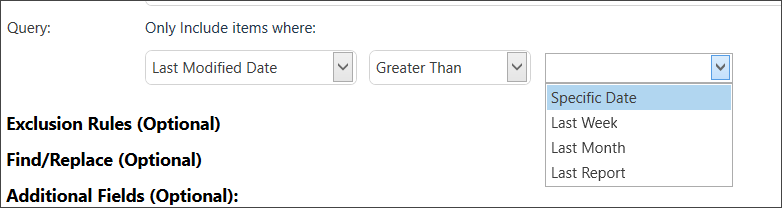 Query: Only Include items where:
Last Modified Date Greater Than
Specific Date
Last Week
Exclusion Rules (Optional)
Last Month
Find/Replace (Optional)
Last Report
Additional Fields (Optional):